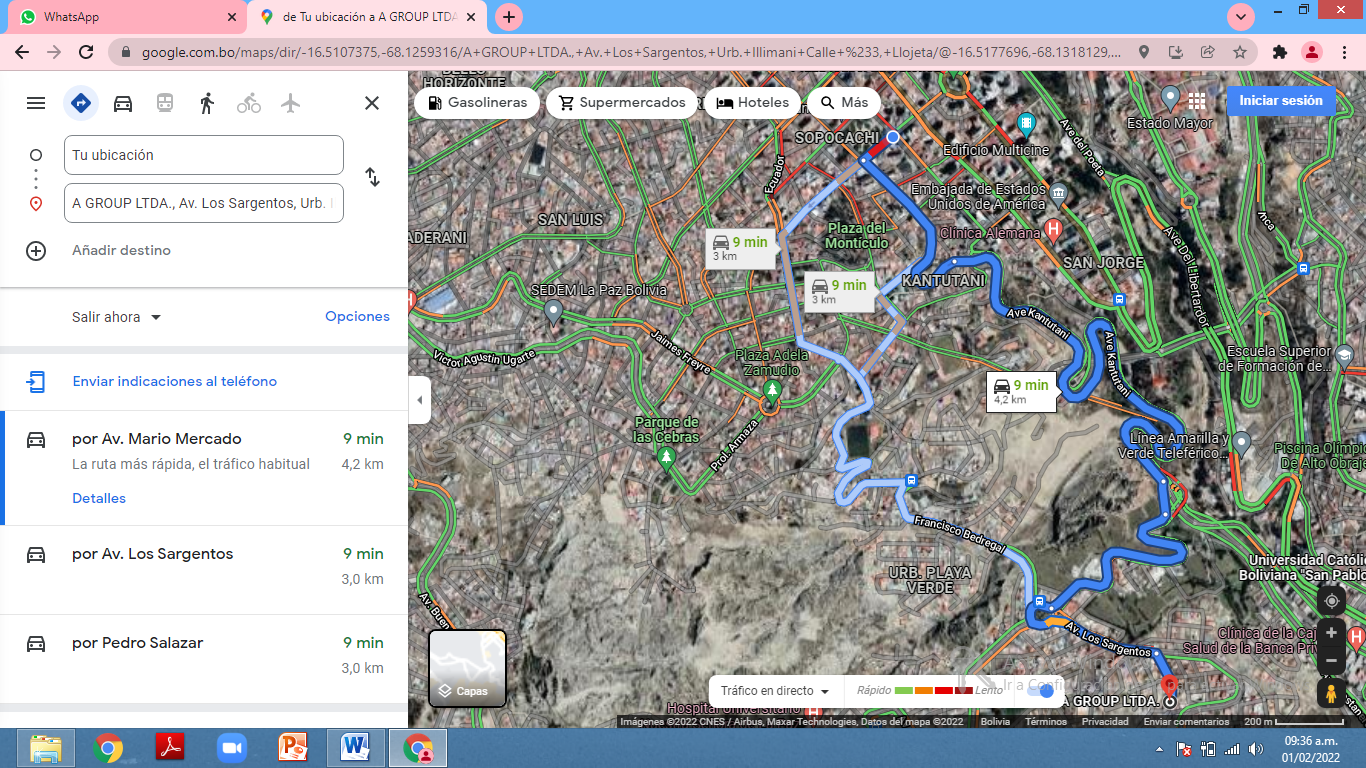 WhatsApp
de Tu ubicación a A GROUP LTDA
google.com.bo/maps/dir/-16.5107375,-68.1259316/A+GROUP+LTDA.,+Av.+Los+Sargentos,+Urb.+Illimani+Calle+%233,+Llojeta/@-16.5177696,-68.1318129,...
Tu ubicación
A GROUP LTDA., Av. Los Sargentos, Urb.
Añadir destino
Salir ahora
Opciones
Enviar indicaciones al teléfono
por Av. Mario Mercado
9 min
La ruta más rápida, el tráfico habitual
4,2 km
Detalles
por Av. Los Sargentos
9 min
3,0 km
por Pedro Salazar
9 min
3,0 km
Gasolineras
Supermercados
Hoteles
Más
Iniciar sesión
HORIZONTE
SOPOCACHI
Edificio Multicine
Estado Mayor
Ave del Poeta
Ecuador
Embajada de Estados
Unidos de América
SAN LUIS
Plaza del
Montículo
Clínica Alemana
Arica
ADERANI
9 min
3 km
SAN JORGE
Ave Del Libertador
9 min
3 km
KANTUTANI
SEDEM La Paz Bolivia
Ave Kantutani
Jaimes Freyre
Victor Agustin Ugarte
Plaza Adela
Zamudio
Ave Kantutani
Escuela Superior
de Formación de...
9 min
4,2 km
Parque de
las Cebras
Prol. Armaza
Línea Amarilla y
Verde Teleférico...
Piscina Olímpic
De Alto Obraje
Francisco Bedregal
URB. PLAYA
VERDE
Universidad Católic
Boliviana "San Pablo
Av. Buen
Av. Los Sargentos
Clínica de la Caj
Salud de la Banca Priv
Capas
Tráfico en directo
Rápido
Lento
A GROUP LTDA.
Hospital Universitario
Imágenes ©2022 CNES / Airbus, Maxar Technologies, Datos del mapa ©2022
Bolivia
Términos
Privacidad
Enviar comentarios
200 m
09:36 a.m.
01/02/2022